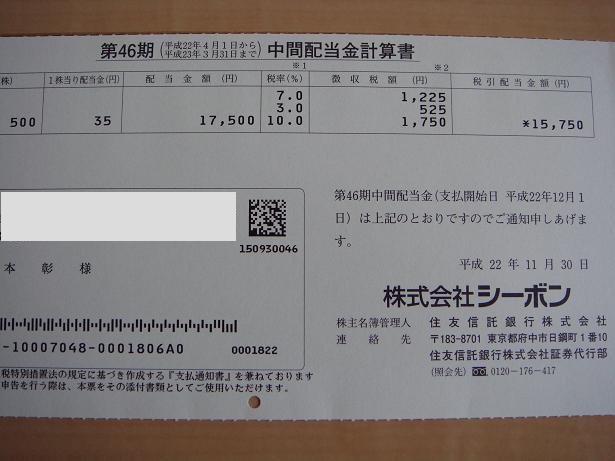 第46期 (平成22年4月1日から 平成23年3月31日まで) 中間配当金計算書
※1 ※2
株) 1株当り配当金(円) 配当金額(円) 税率(%) 徴収税額(円) 税引配当金額(円)
7.0 1,225
3.0 525
500 35 17,500 10.0 1,750 *15,750
第46期中間配当金(支払開始日 平成22年12月1
日)は上記のとおりですのでご通知申しあげま
す。
150930046
本 彰 様
平成 22年11月30日
株式会社シーボン
株主名簿管理人 住友信託銀行株式会社
連絡先 〒183-8701 東京都府中市日鋼町1番10
住友信託銀行株式会社証券代行部
(照会先) 0120-176-417
-10007048-0001806A0 0001822
税特別措置法の規定に基づき作成する『支払通知書』を兼ねております
申告を行う際は、本票をその添付書類としてご使用いただけます。